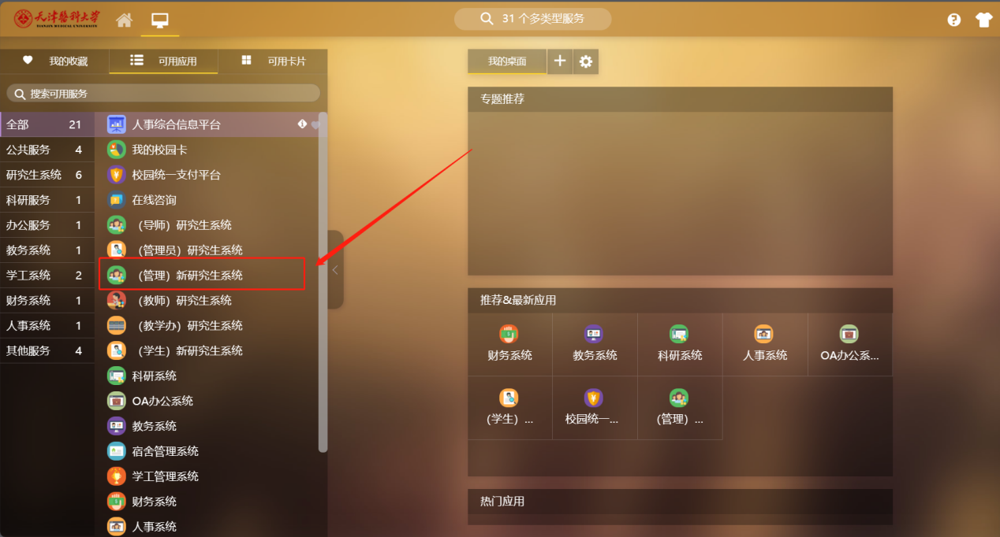 天津医科大学
TIANJIN MEDICAL UNIVERSITY
31 个多类型服务
我的收藏
可用应用
可用卡片
搜索可用服务
全部 21
公共服务 4
研究生系统 6
科研服务 1
办公服务 1
教务系统 1
学工系统 2
财务系统 1
人事系统 1
其他服务 4
人事综合信息平台
我的校园卡
校园统一支付平台
在线咨询
（导师）研究生系统
（管理员）研究生系统
（管理）新研究生系统
（教师）研究生系统
（教学办）研究生系统
（学生）新研究生系统
科研系统
OA办公系统
教务系统
宿舍管理系统
学工管理系统
财务系统
人事系统
我的桌面
专题推荐
推荐&最新应用
财务系统
教务系统
科研系统
人事系统
OA办公系...
(学生) ...
校园统一...
(管理) ...
热门应用